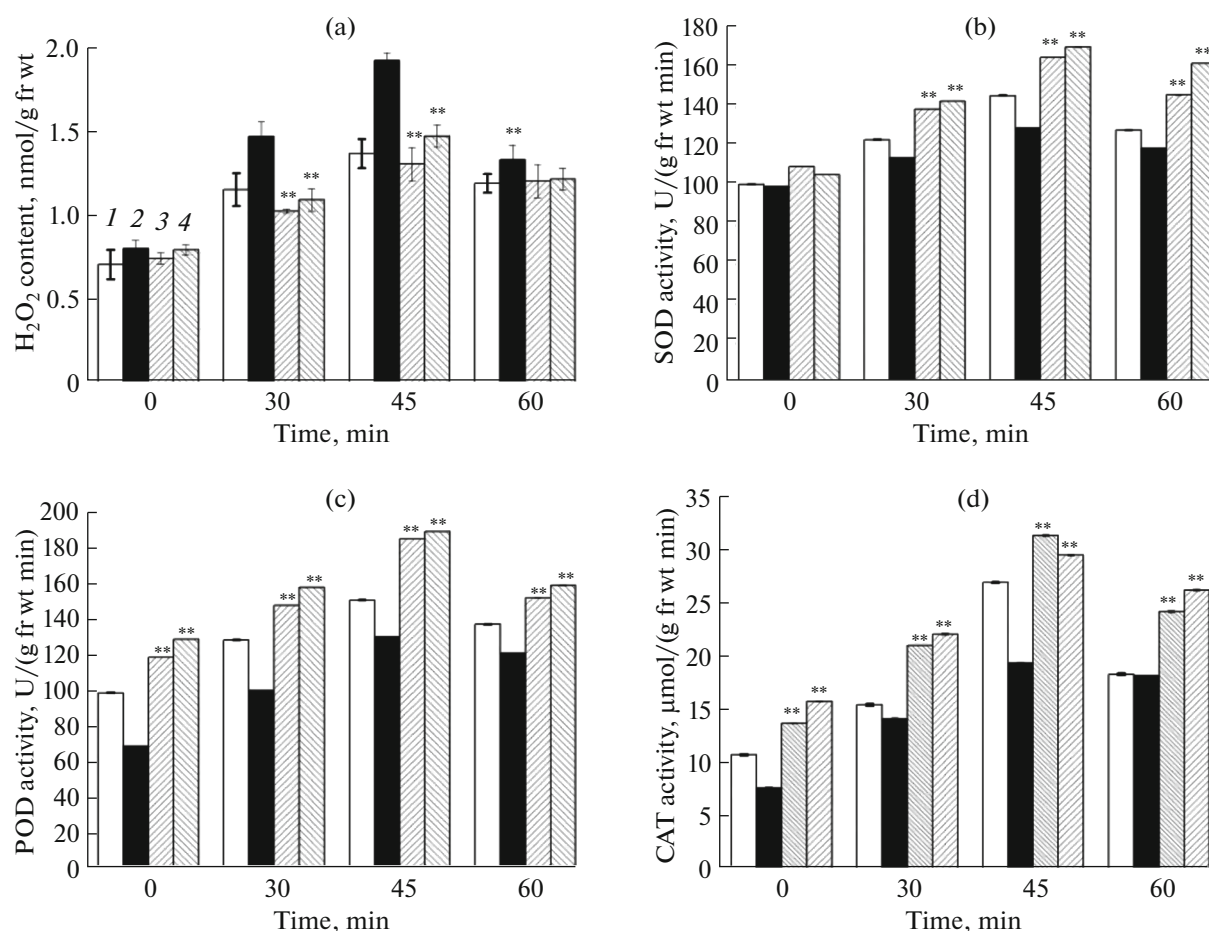 (a)
H₂O₂ content, nmol/g fr wt
2.0
1.5
1.0
0.5
0
1 2 3 4
** ** ** ** **
0 30 45 60
Time, min
(b)
SOD activity, U/(g fr wt min)
180
160
140
120
100
80
60
40
20
0
** ** ** ** ** **
0 30 45 60
Time, min
(c)
POD activity, U/(g fr wt min)
200
180
160
140
120
100
80
60
40
20
0
** ** ** ** ** ** ** **
0 30 45 60
Time, min
(d)
CAT activity, μmol/(g fr wt min)
35
30
25
20
15
10
5
0
** ** ** ** ** ** ** **
0 30 45 60
Time, min